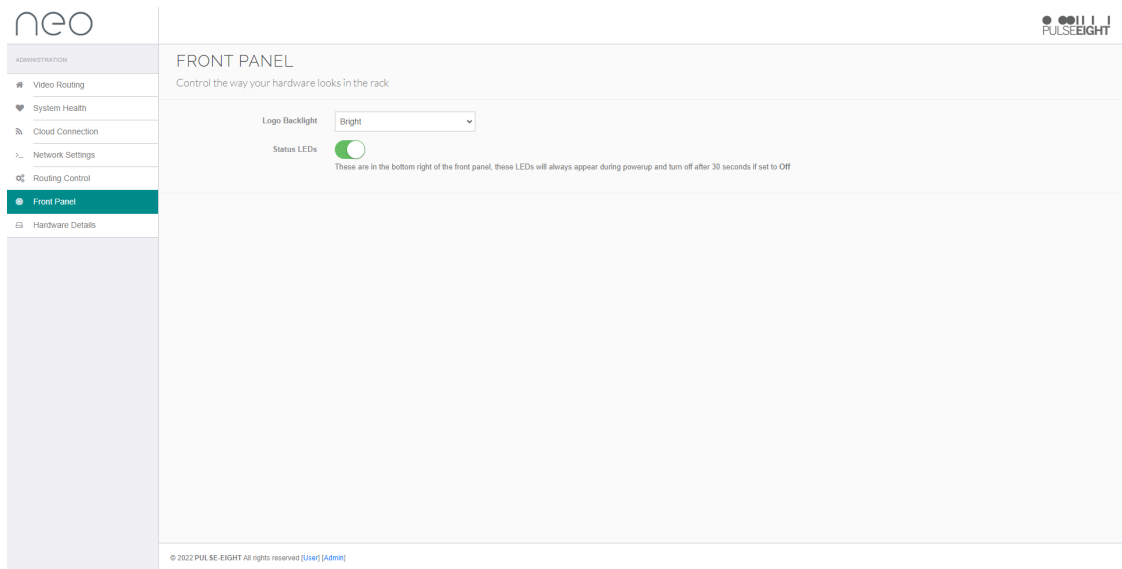 neo
PULSEEIGHT
ADMINISTRATION
Video Routing
System Health
Cloud Connection
Network Settings
Routing Control
Front Panel
Hardware Details
FRONT PANEL
Control the way your hardware looks in the rack
Logo Backlight Bright
Status LEDs
These are in the bottom right of the front panel, these LEDs will always appear during powerup and turn off after 30 seconds if set to Off
© 2022 PULSE-EIGHT All rights reserved [User] [Admin]